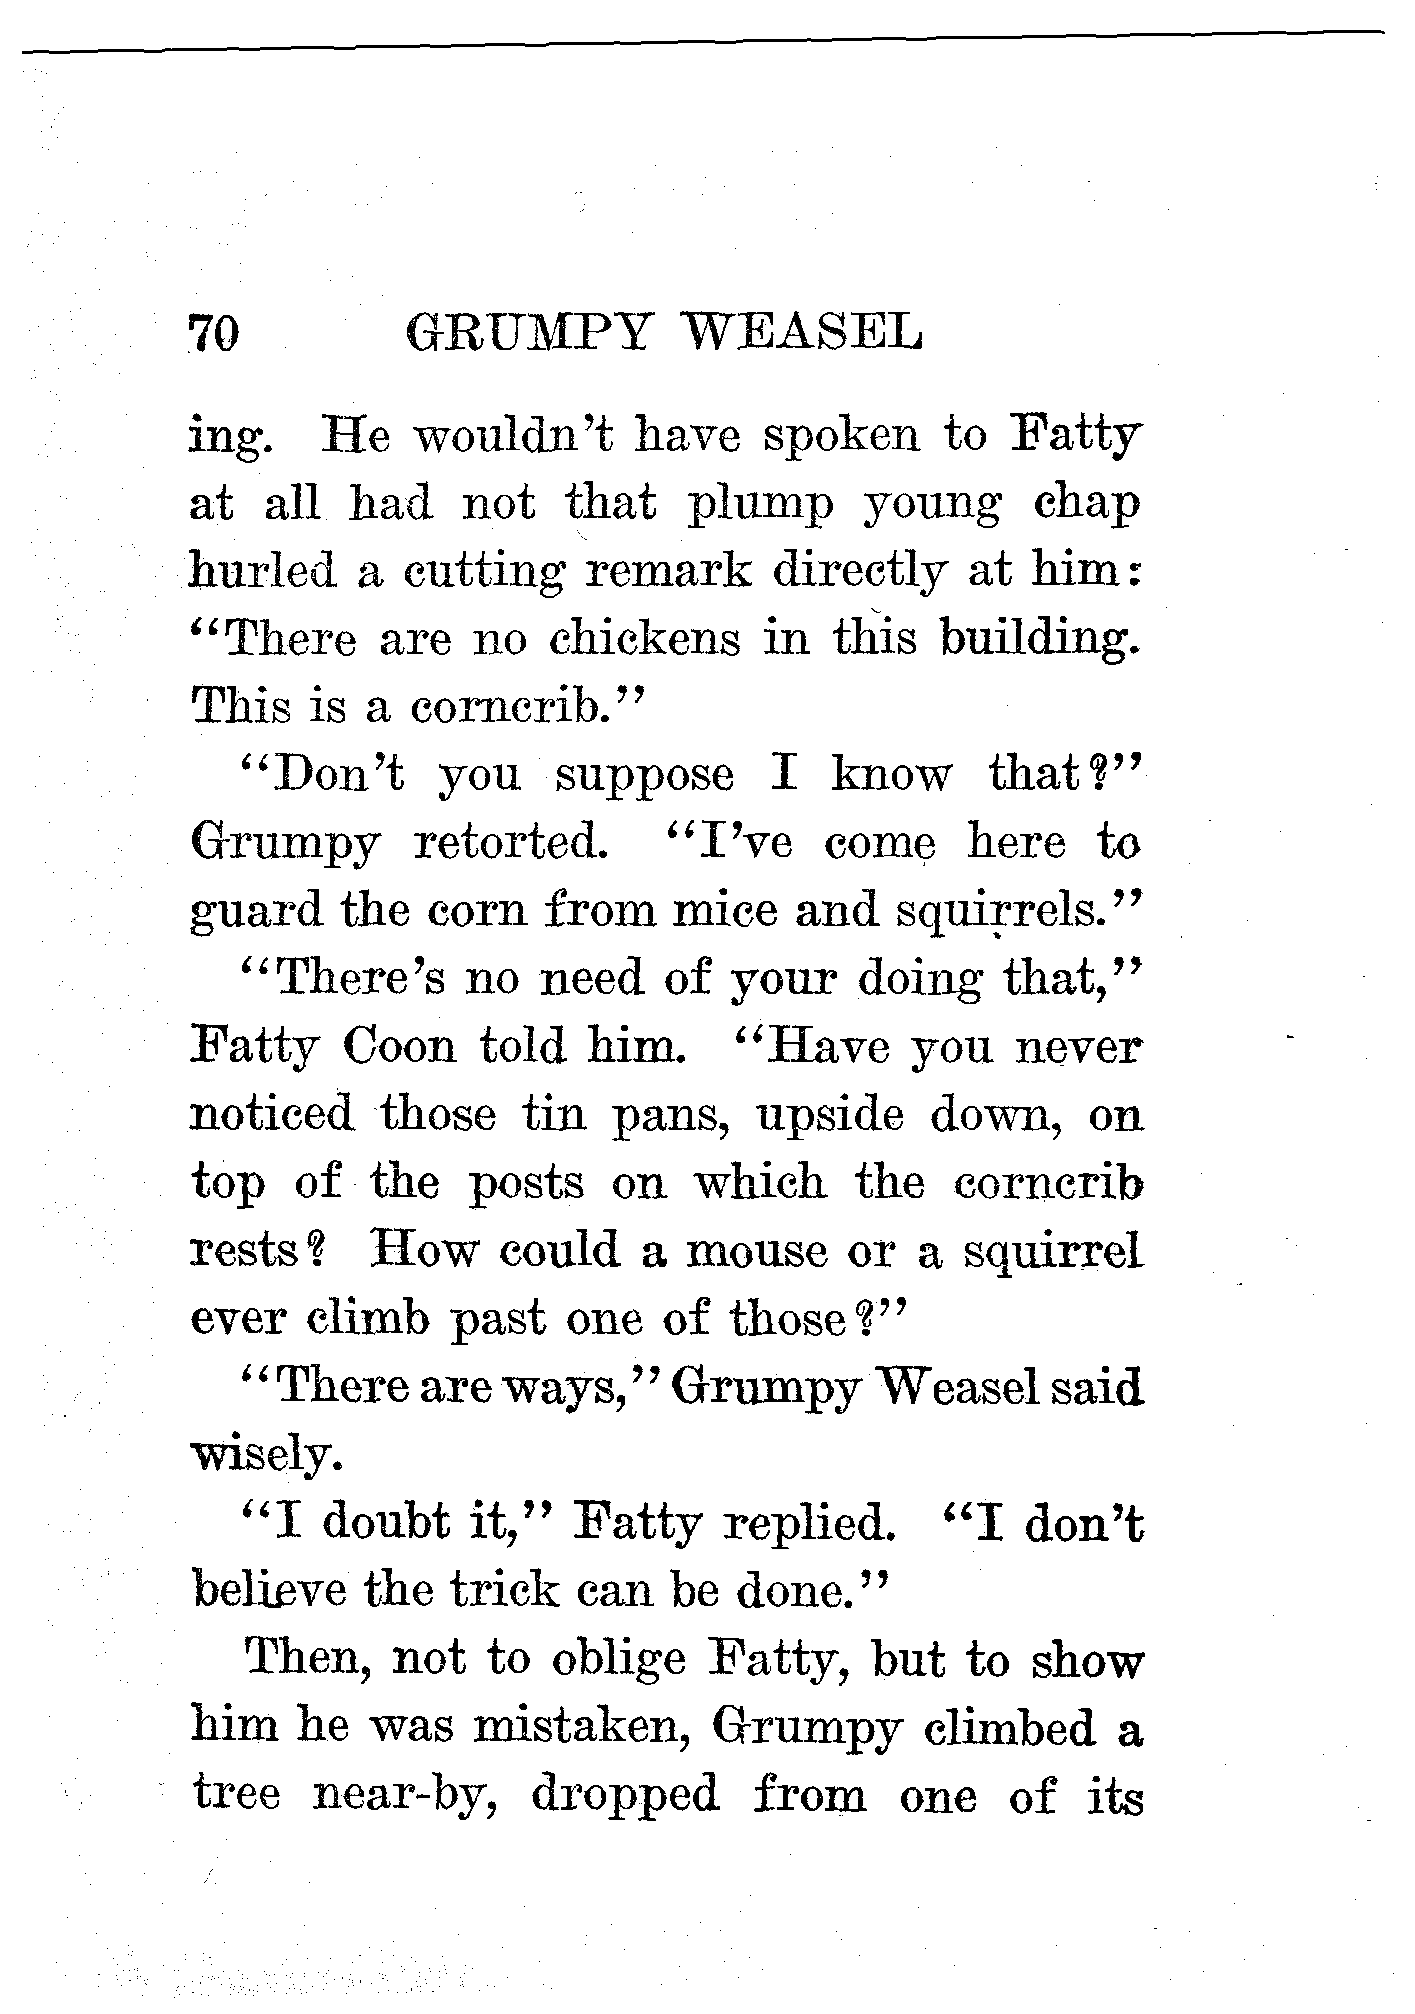 70 GRUMPY WEASEL
ing. He wouldn't have spoken to Fatty
at all had not that plump young chap
hurled a cutting remark directly at him:
"There are no chickens in this building.
This is a corncrib."
"Don't you suppose I know that?"
Grumpy retorted. "I've come here to
guard the corn from mice and squirrels."
"There's no need of your doing that,"
Fatty Coon told him. "Have you never
noticed those tin pans, upside down, on
top of the posts on which the corncrib
rests? How could a mouse or a squirrel
ever climb past one of those?"
"There are ways," Grumpy Weasel said
wisely.
"I doubt it," Fatty replied. "I don't
believe the trick can be done."
Then, not to oblige Fatty, but to show
him he was mistaken, Grumpy climbed a
tree near-by, dropped from one of its